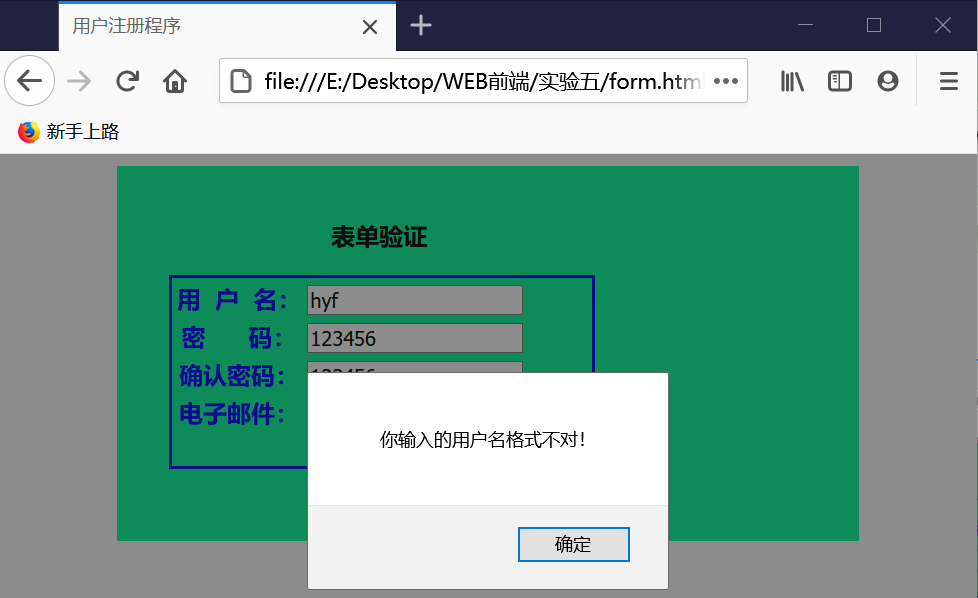 用户注册程序
file:///E:/Desktop/WEB前端/实验五/form.htm
新手上路
表单验证
用 户 名： hyf
密 码： 123456
确认密码： 123456
电子邮件：
你输入的用户名格式不对！
确定